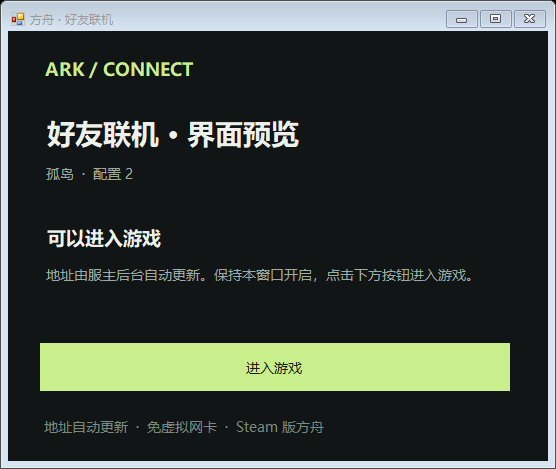 方舟 · 好友联机
ARK / CONNECT
好友联机 · 界面预览
孤岛 · 配置 2
可以进入游戏
地址由服主后台自动更新。保持本窗口开启，点击下方按钮进入游戏。
进入游戏
地址自动更新 · 免虚拟网卡 · Steam 版方舟